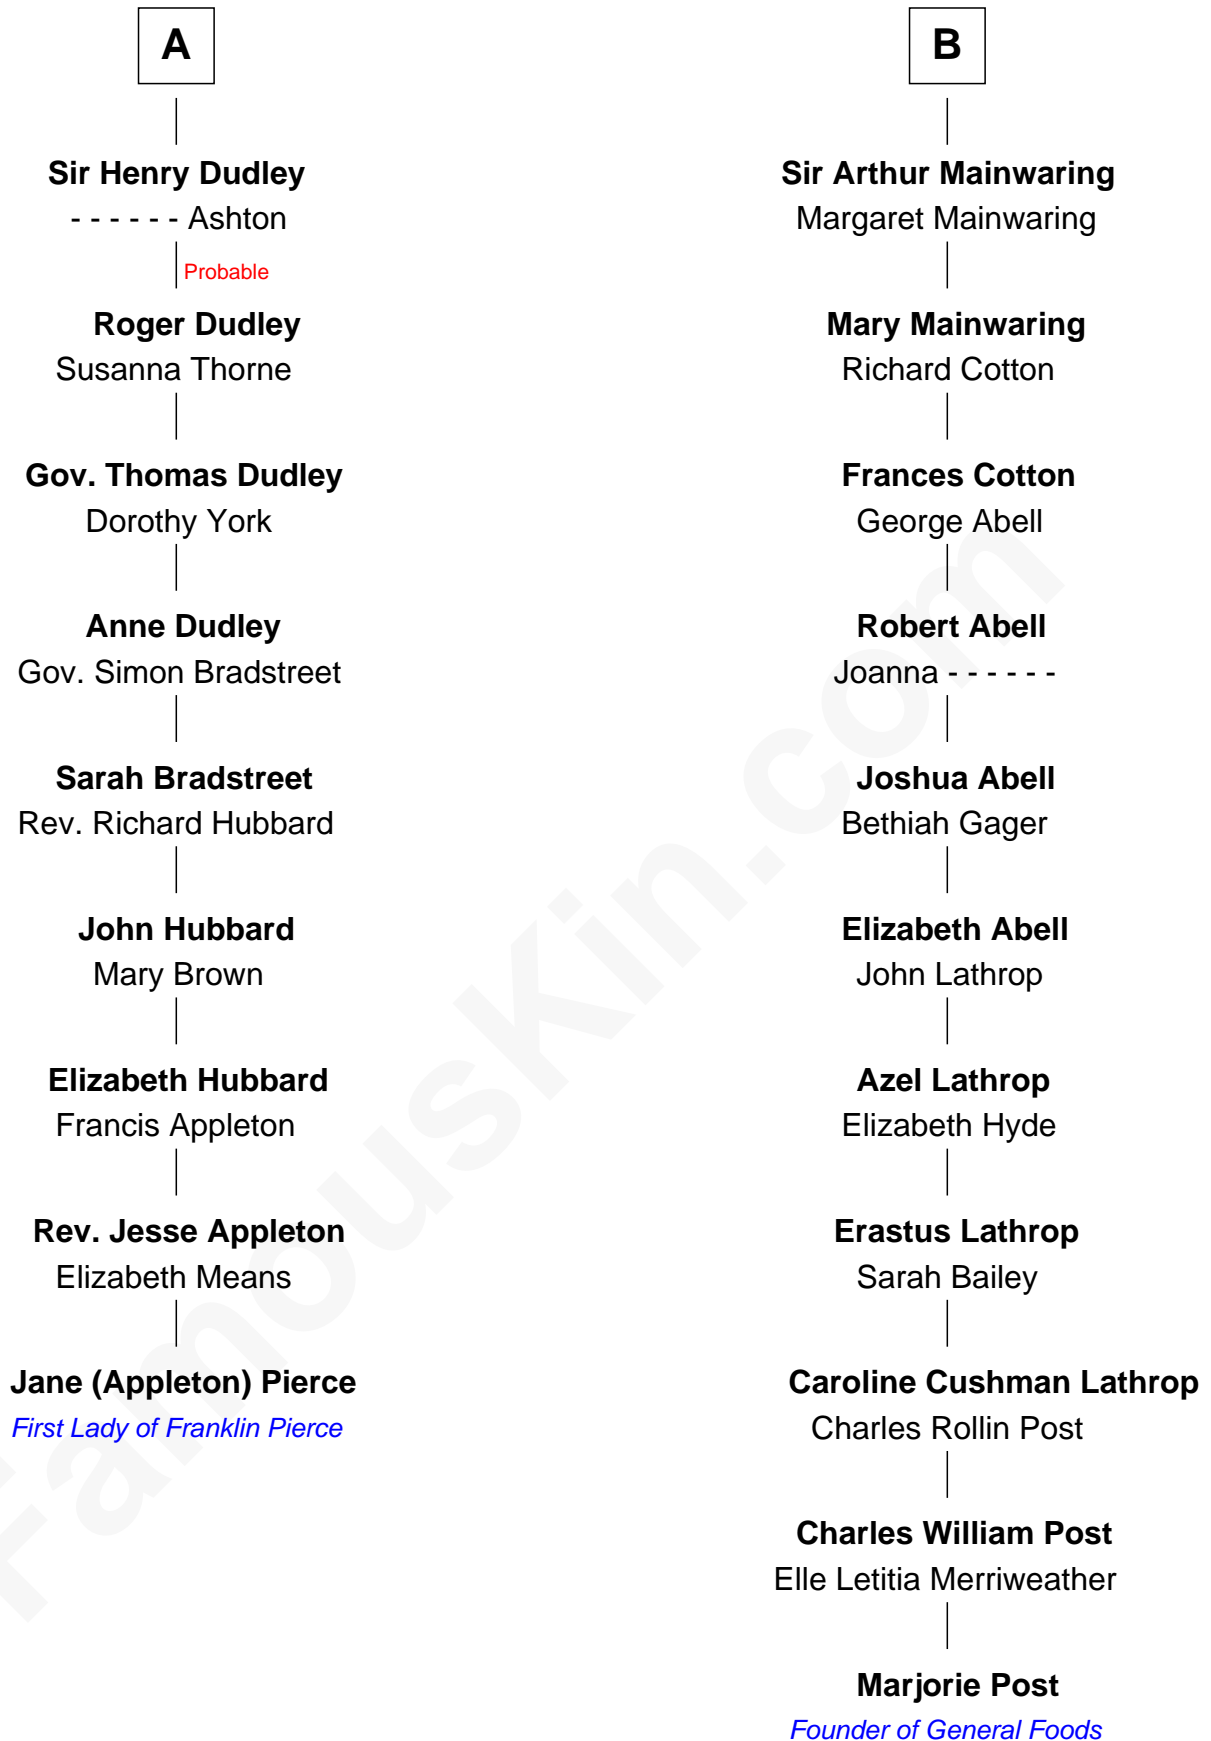 A
Sir Henry Dudley
- - - - - - Ashton
Probable
Roger Dudley
Susanna Thorne
Gov. Thomas Dudley
Dorothy York
Anne Dudley
Gov. Simon Bradstreet
Sarah Bradstreet
Rev. Richard Hubbard
John Hubbard
Mary Brown
Elizabeth Hubbard
Francis Appleton
Rev. Jesse Appleton
Elizabeth Means
Jane (Appleton) Pierce
First Lady of Franklin Pierce
B
Sir Arthur Mainwaring
Margaret Mainwaring
Mary Mainwaring
Richard Cotton
Frances Cotton
George Abell
Robert Abell
Joanna - - - - - -
Joshua Abell
Bethiah Gager
Elizabeth Abell
John Lathrop
Azel Lathrop
Elizabeth Hyde
Erastus Lathrop
Sarah Bailey
Caroline Cushman Lathrop
Charles Rollin Post
Charles William Post
Elle Letitia Merriweather
Marjorie Post
Founder of General Foods
FamousKin.com